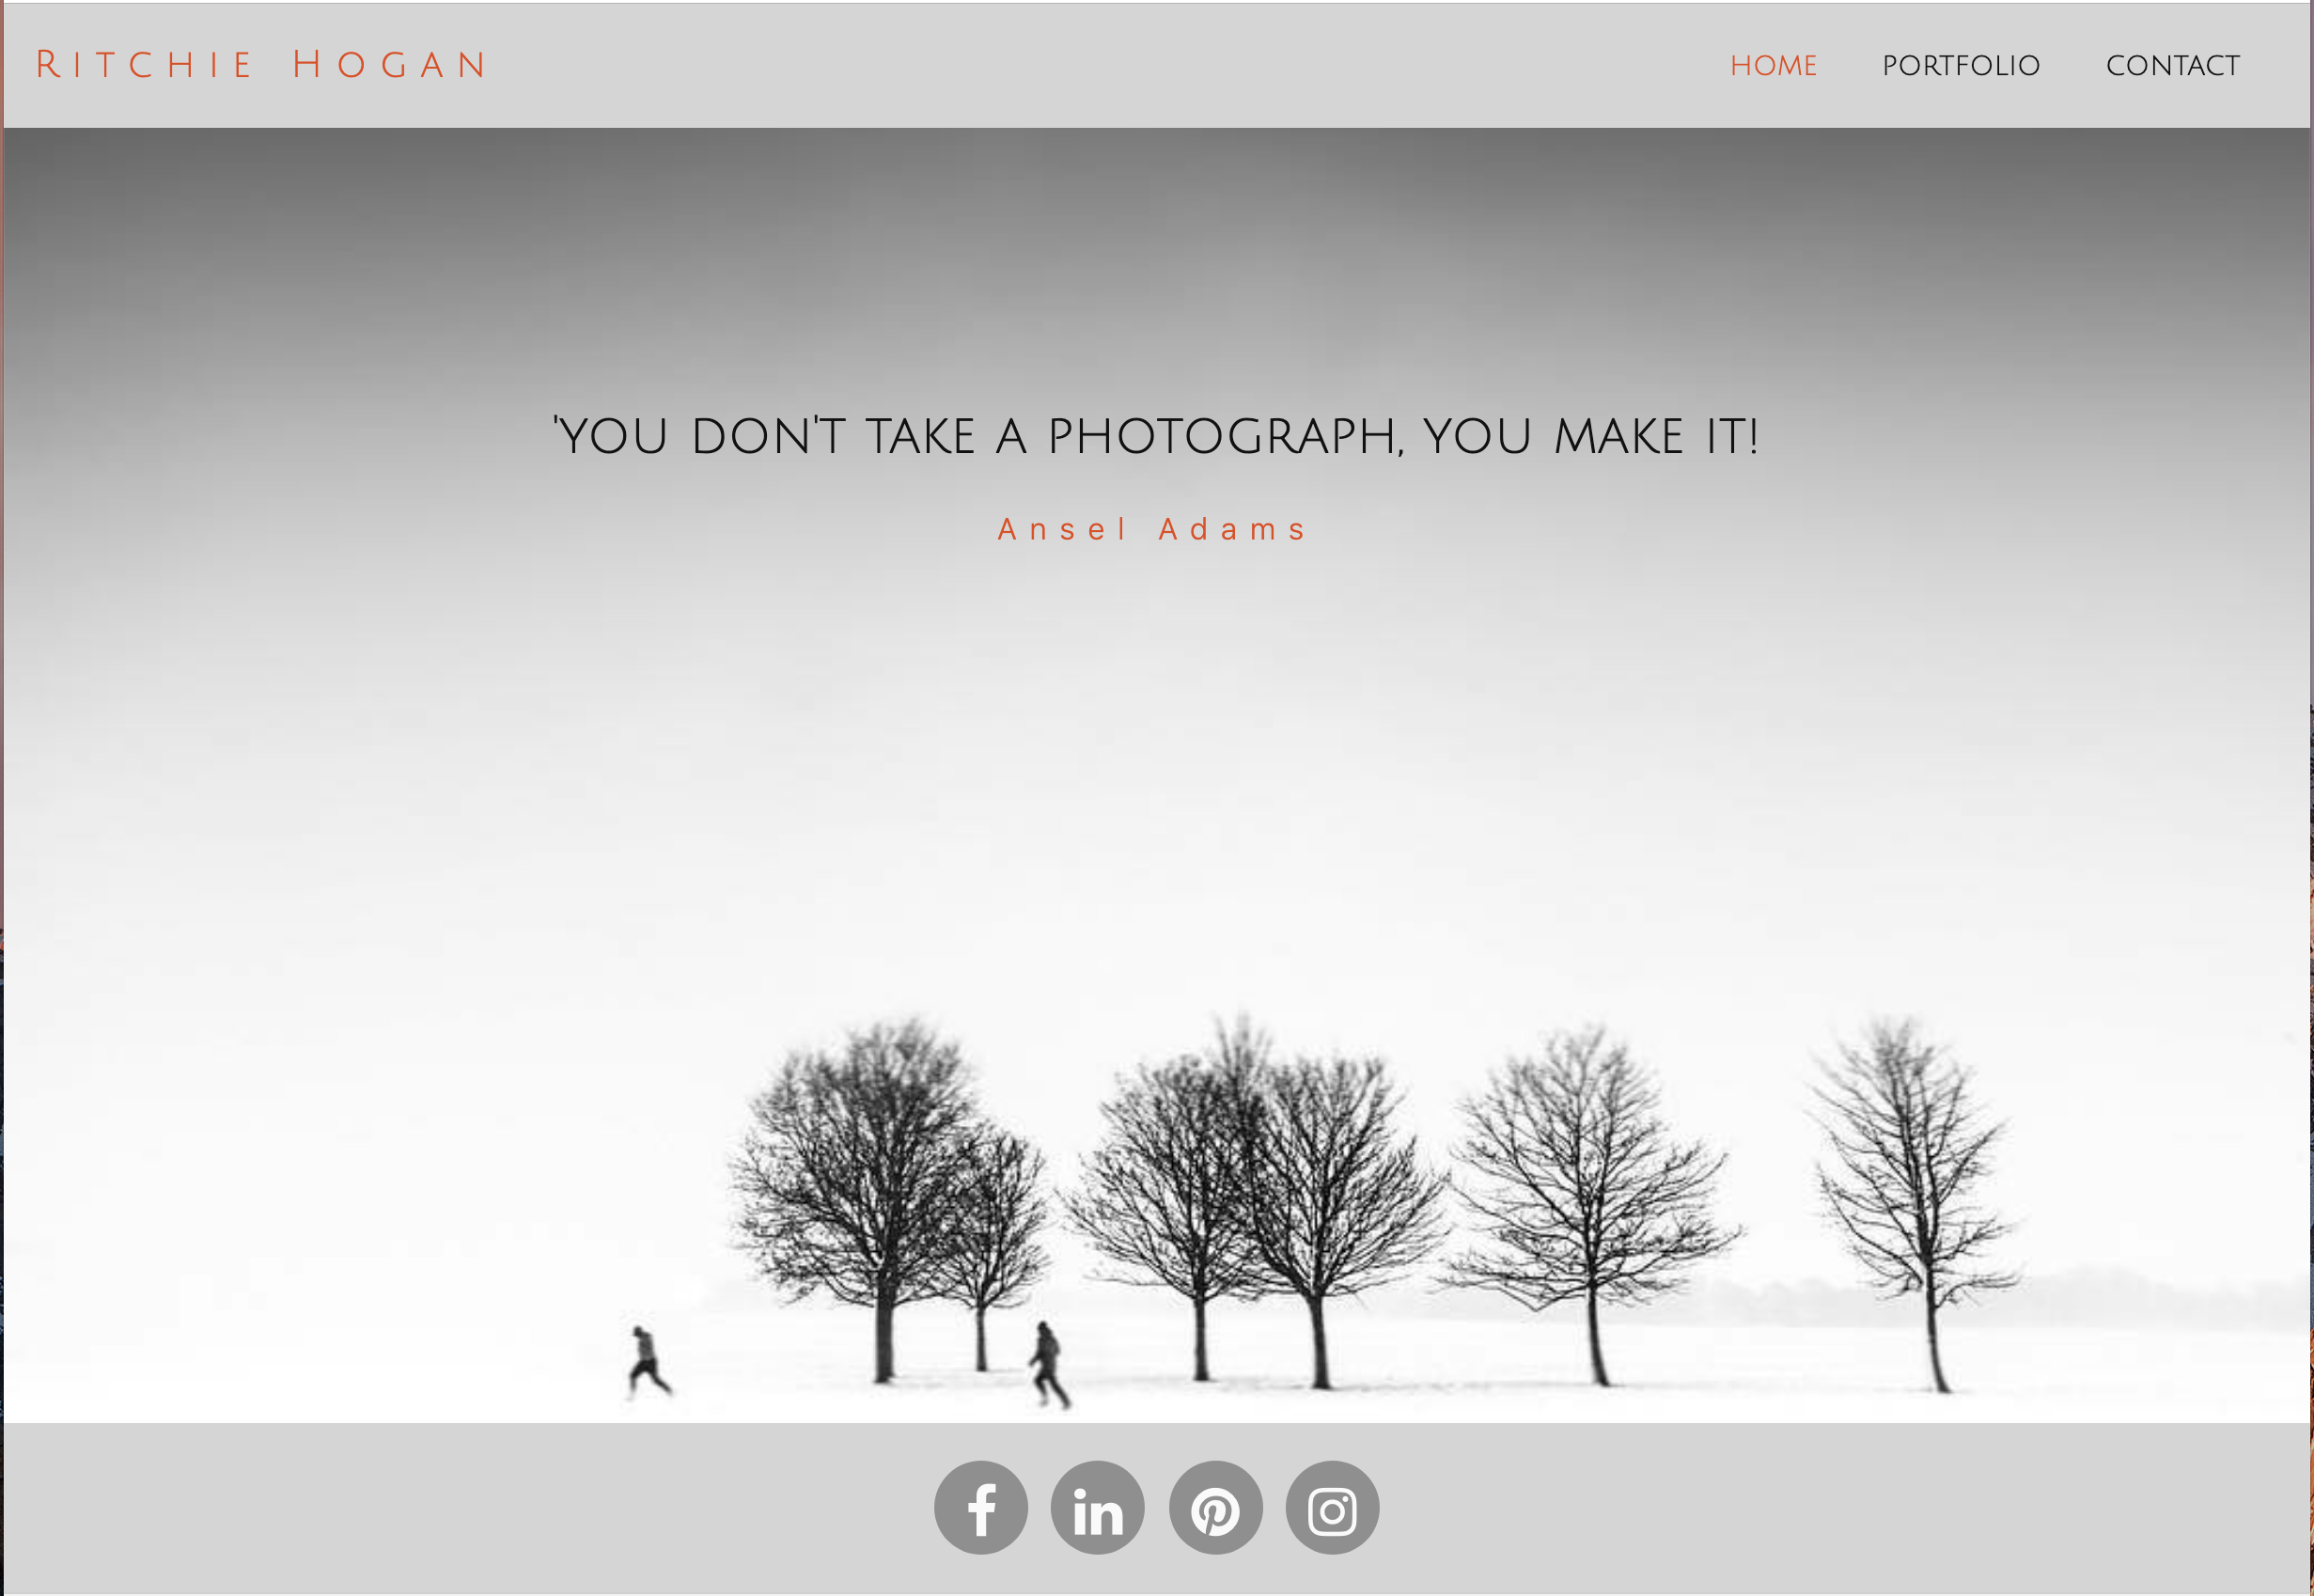 Ritchie Hogan
HOME PORTFOLIO CONTACT
'YOU DON'T TAKE A PHOTOGRAPH, YOU MAKE IT!
Ansel Adams